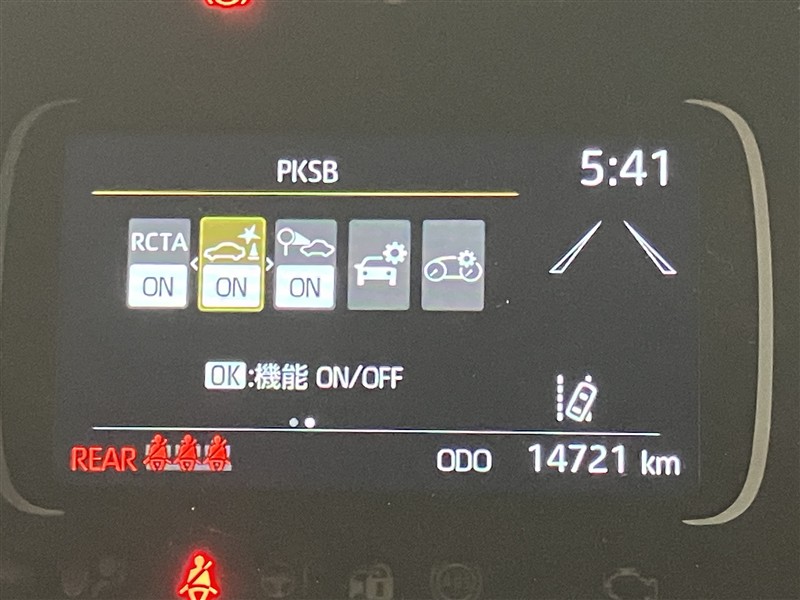 PKSB
5:41
RCTA
ON ON ON
OK:機能 ON/OFF
REAR ODO 14721 km